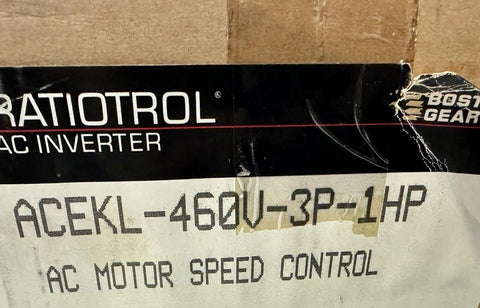 RATIOTROL®
AC INVERTER
BOST
GEAR
ACEKL-460V-3P-1HP
AC MOTOR SPEED CONTROL